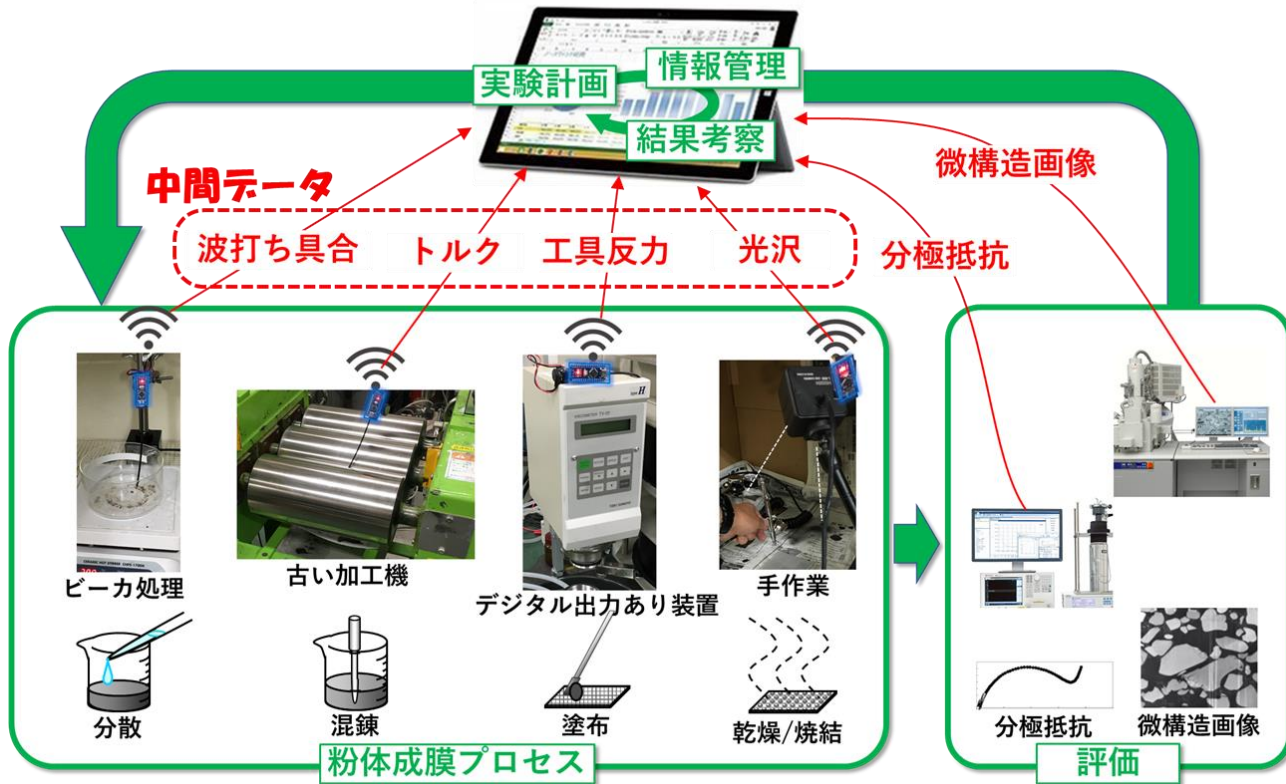 実験計画
情報管理
結果考察
中間データ
微構造画像
波打ち具合
トルク
工具反力
光沢
分極抵抗
H
ビーカ処理
古い加工機
デジタル出力あり装置
手作業
分散
混錬
塗布
乾燥/焼結
分極抵抗
微構造画像
粉体成膜プロセス
評価